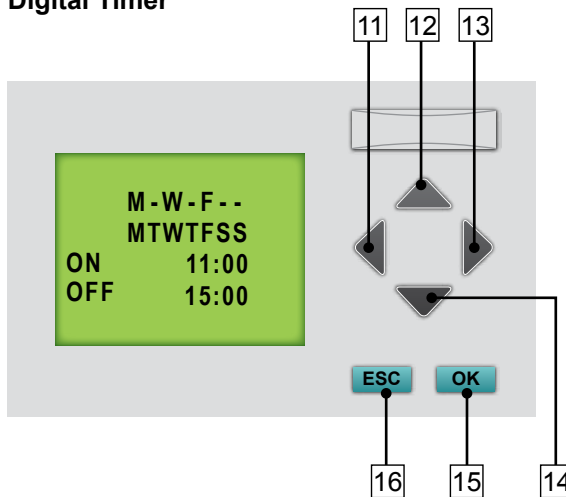 Digital Timer
11 12 13
M-W-F--
MTWTFSS
ON 11:00
OFF 15:00
ESC OK
16 15 14